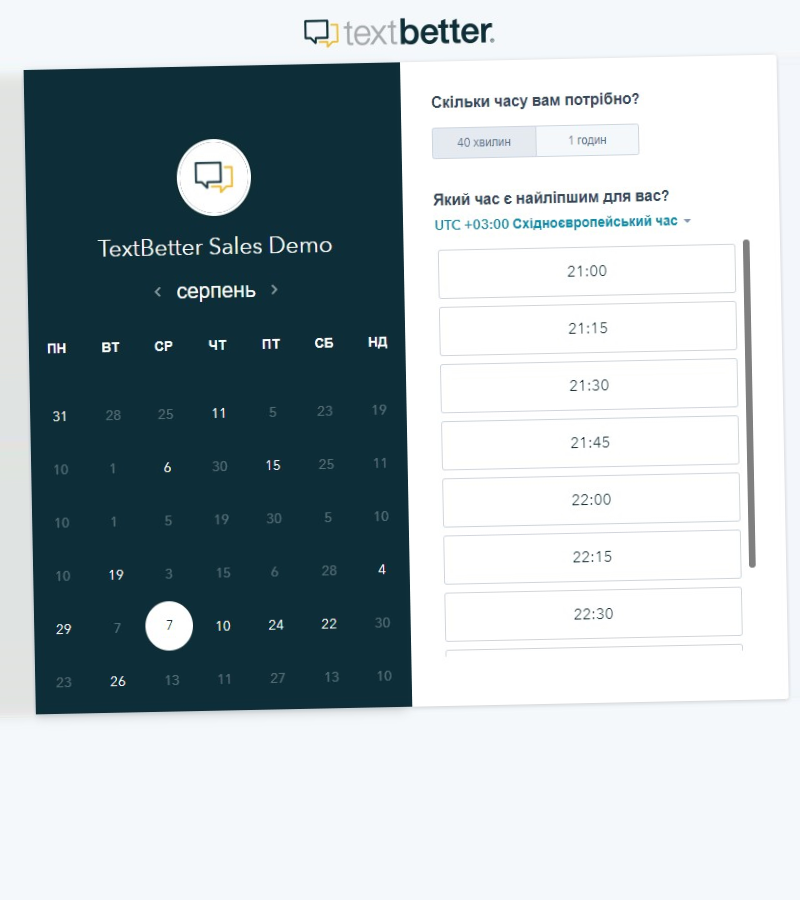 textbetter.
TextBetter Sales Demo
серпень
ПН ВТ СР ЧТ ПТ СБ НД
31 28 25 11 5 23 19
10 1 6 30 15 25 11
10 1 5 19 30 5 10
10 19 3 15 6 28 4
29 7 7 10 24 22 30
23 26 13 11 27 13 10
Скільки часу вам потрібно?
40 хвилин 1 годин
Який час є найліпшим для вас?
UTC +03:00 Східноєвропейський час
21:00
21:15
21:30
21:45
22:00
22:15
22:30